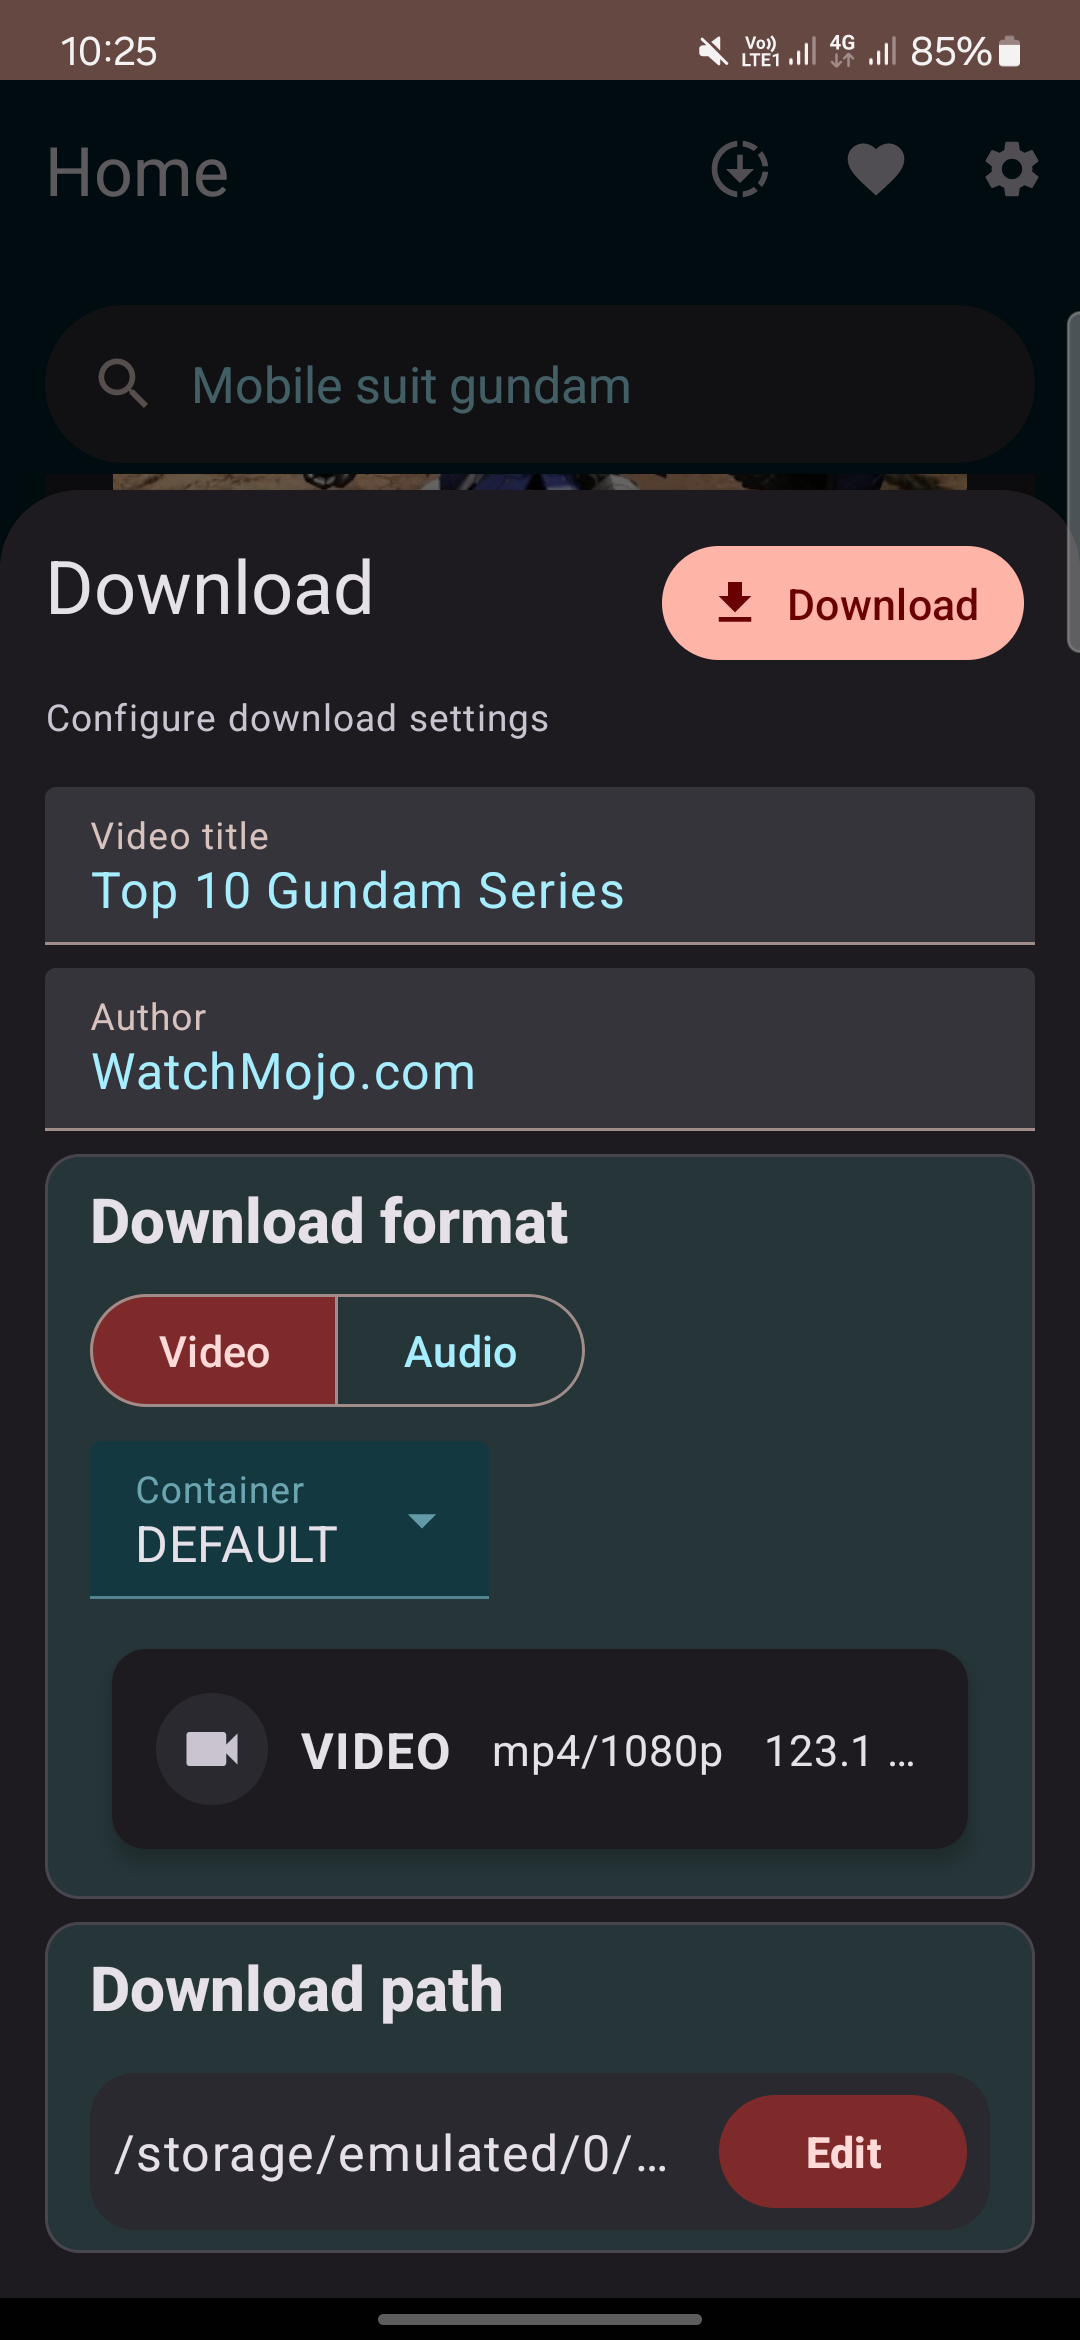 10:25
Vo))
LTE1
4G
85%
Home
Mobile suit gundam
Download
Download
Configure download settings
Video title
Top 10 Gundam Series
Author
WatchMojo.com
Download format
Video
Audio
Container
DEFAULT
VIDEO mp4/1080p 123.1 ...
Download path
/storage/emulated/0/...
Edit